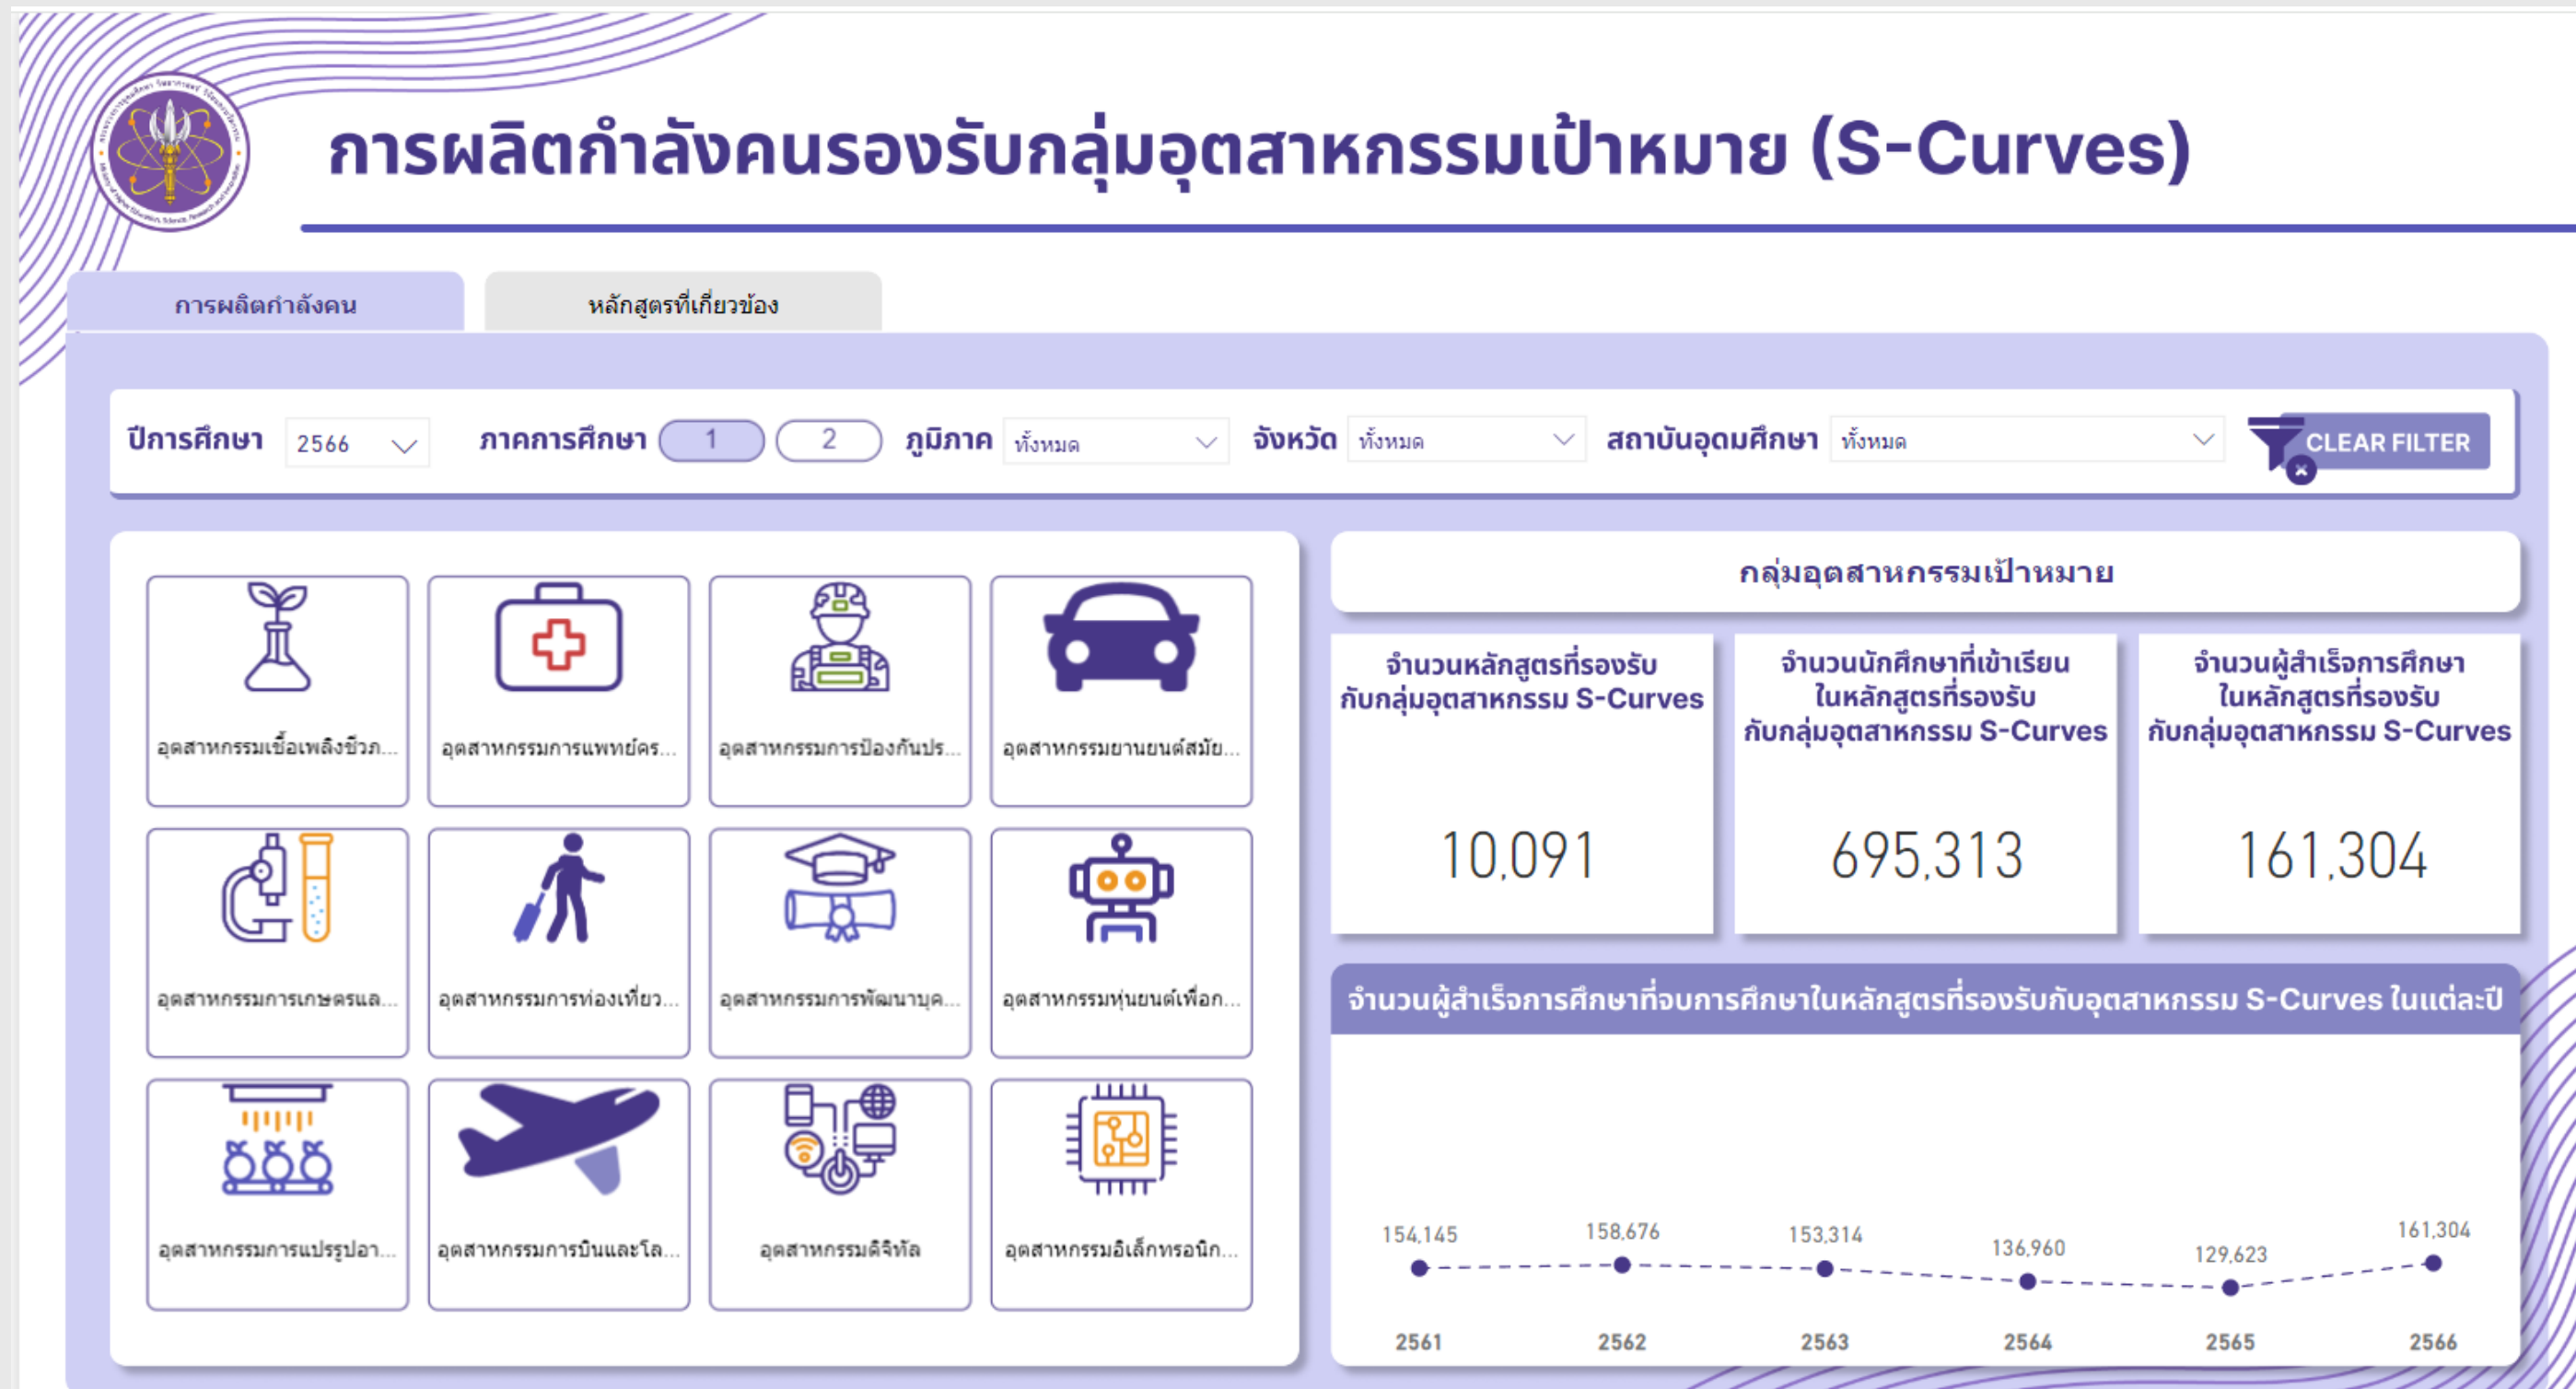 การผลิตกำลังคนรองรับกลุ่มอุตสาหกรรมเป้าหมาย (S-Curves)
การผลิตกำลังคน
หลักสูตรที่เกี่ยวข้อง
ปีการศึกษา 2566 ภาคการศึกษา 1 2 ภูมิภาค ทั้งหมด จังหวัด ทั้งหมด สถาบันอุดมศึกษา ทั้งหมด CLEAR FILTER
อุตสาหกรรมเชื้อเพลิงชีวภ...
อุตสาหกรรมการแพทย์คร...
อุตสาหกรรมการป้องกันปร...
อุตสาหกรรมยานยนต์สมัย...
อุตสาหกรรมการเกษตรแล...
อุตสาหกรรมการท่องเที่ยว...
อุตสาหกรรมการพัฒนาบุค...
อุตสาหกรรมหุ่นยนต์เพื่อก...
อุตสาหกรรมการแปรรูปอา...
อุตสาหกรรมการบินและโล...
อุตสาหกรรมดิจิทัล
อุตสาหกรรมอิเล็กทรอนิก...
กลุ่มอุตสาหกรรมเป้าหมาย
จำนวนหลักสูตรที่รองรับ
กับกลุ่มอุตสาหกรรม S-Curves
10,091
จำนวนนักศึกษาที่เข้าเรียน
ในหลักสูตรที่รองรับ
กับกลุ่มอุตสาหกรรม S-Curves
695,313
จำนวนผู้สำเร็จการศึกษา
ในหลักสูตรที่รองรับ
กับกลุ่มอุตสาหกรรม S-Curves
161,304
จำนวนผู้สำเร็จการศึกษาที่จบการศึกษาในหลักสูตรที่รองรับกับอุตสาหกรรม S-Curves ในแต่ละปี
154,145 158,676 153,314 136,960 129,623 161,304
2561 2562 2563 2564 2565 2566